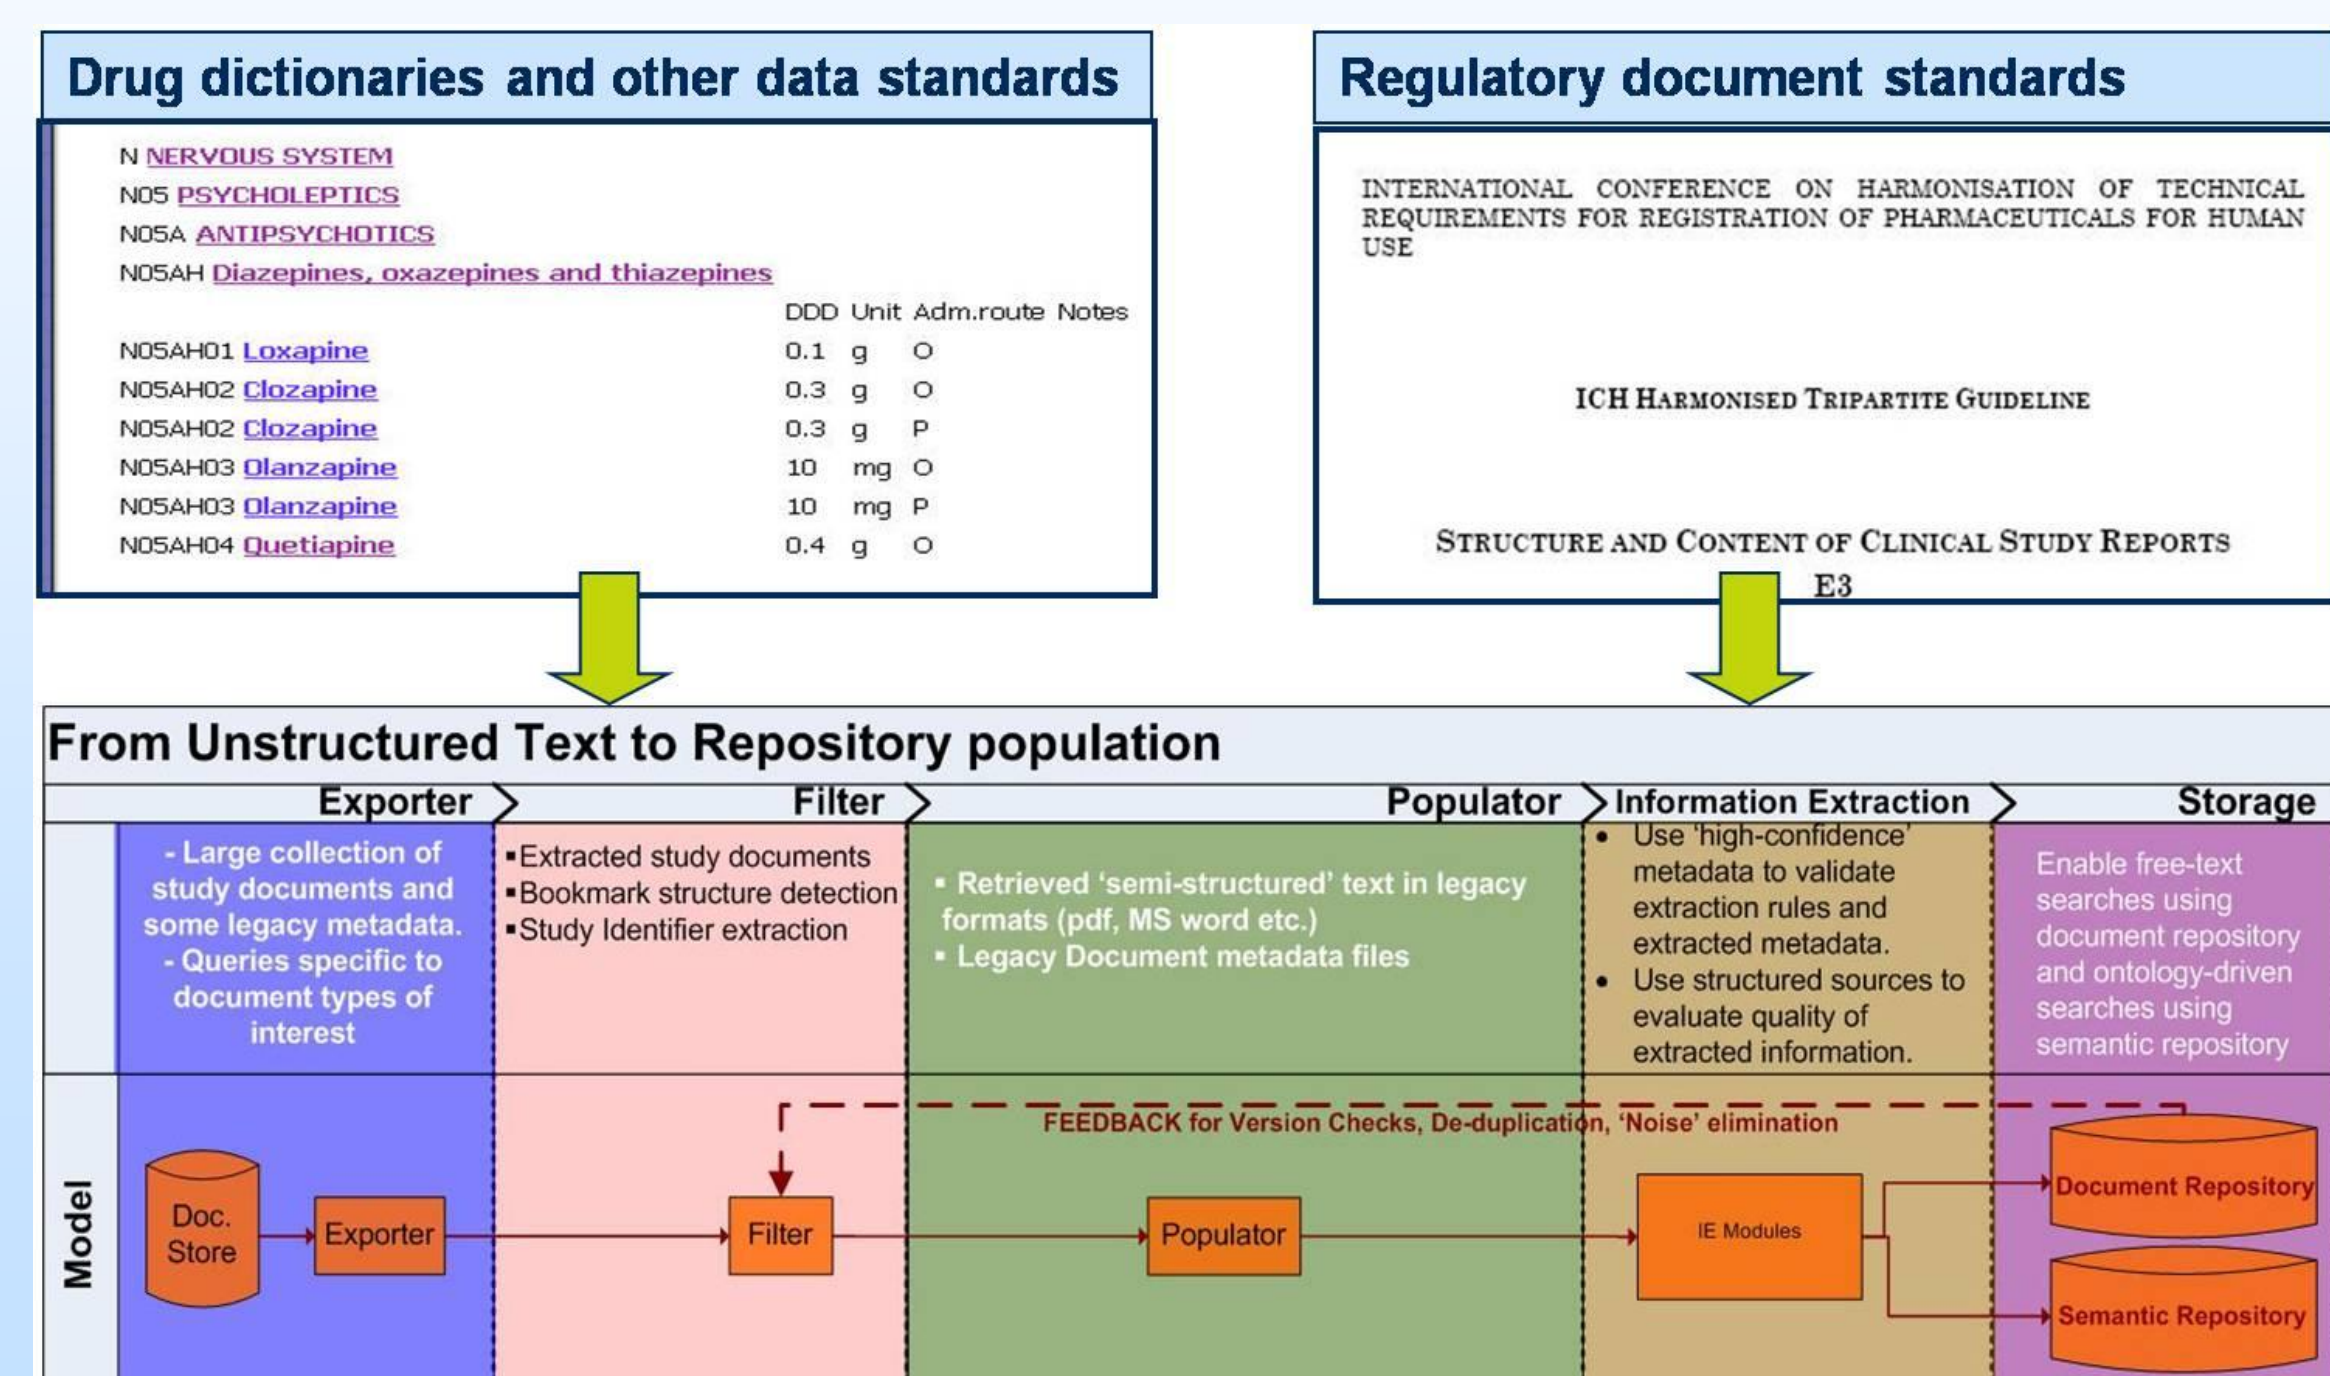 Drug dictionaries and other data standards
N NERVOUS SYSTEM
N05 PSYCHOLEPTICS
N05A ANTIPSYCHOTICS
N05AH Diazepines, oxazepines and thiazepines
DDD Unit Adm.route Notes
N05AH01 Loxapine 0.1 g O
N05AH02 Clozapine 0.3 g O
N05AH02 Clozapine 0.3 g P
N05AH03 Olanzapine 10 mg O
N05AH03 Olanzapine 10 mg P
N05AH04 Quetiapine 0.4 g O
Regulatory document standards
INTERNATIONAL CONFERENCE ON HARMONISATION OF TECHNICAL
REQUIREMENTS FOR REGISTRATION OF PHARMACEUTICALS FOR HUMAN
USE
ICH HARMONISED TRIPARTITE GUIDELINE
STRUCTURE AND CONTENT OF CLINICAL STUDY REPORTS
E3
From Unstructured Text to Repository population
Exporter
Filter
Populator
Information Extraction
Storage
- Large collection of
study documents and
some legacy metadata.
- Queries specific to
document types of
interest
▪Extracted study documents
▪Bookmark structure detection
▪Study Identifier extraction
▪ Retrieved ‘semi-structured’ text in legacy
formats (pdf, MS word etc.)
▪ Legacy Document metadata files
• Use ‘high-confidence’
metadata to validate
extraction rules and
extracted metadata.
• Use structured sources to
evaluate quality of
extracted information.
Enable free-text
searches using
document repository
and ontology-driven
searches using
semantic repository
Model
FEEDBACK for Version Checks, De-duplication, ‘Noise’ elimination
Doc.
Store
Exporter
Filter
Populator
IE Modules
Document Repository
Semantic Repository